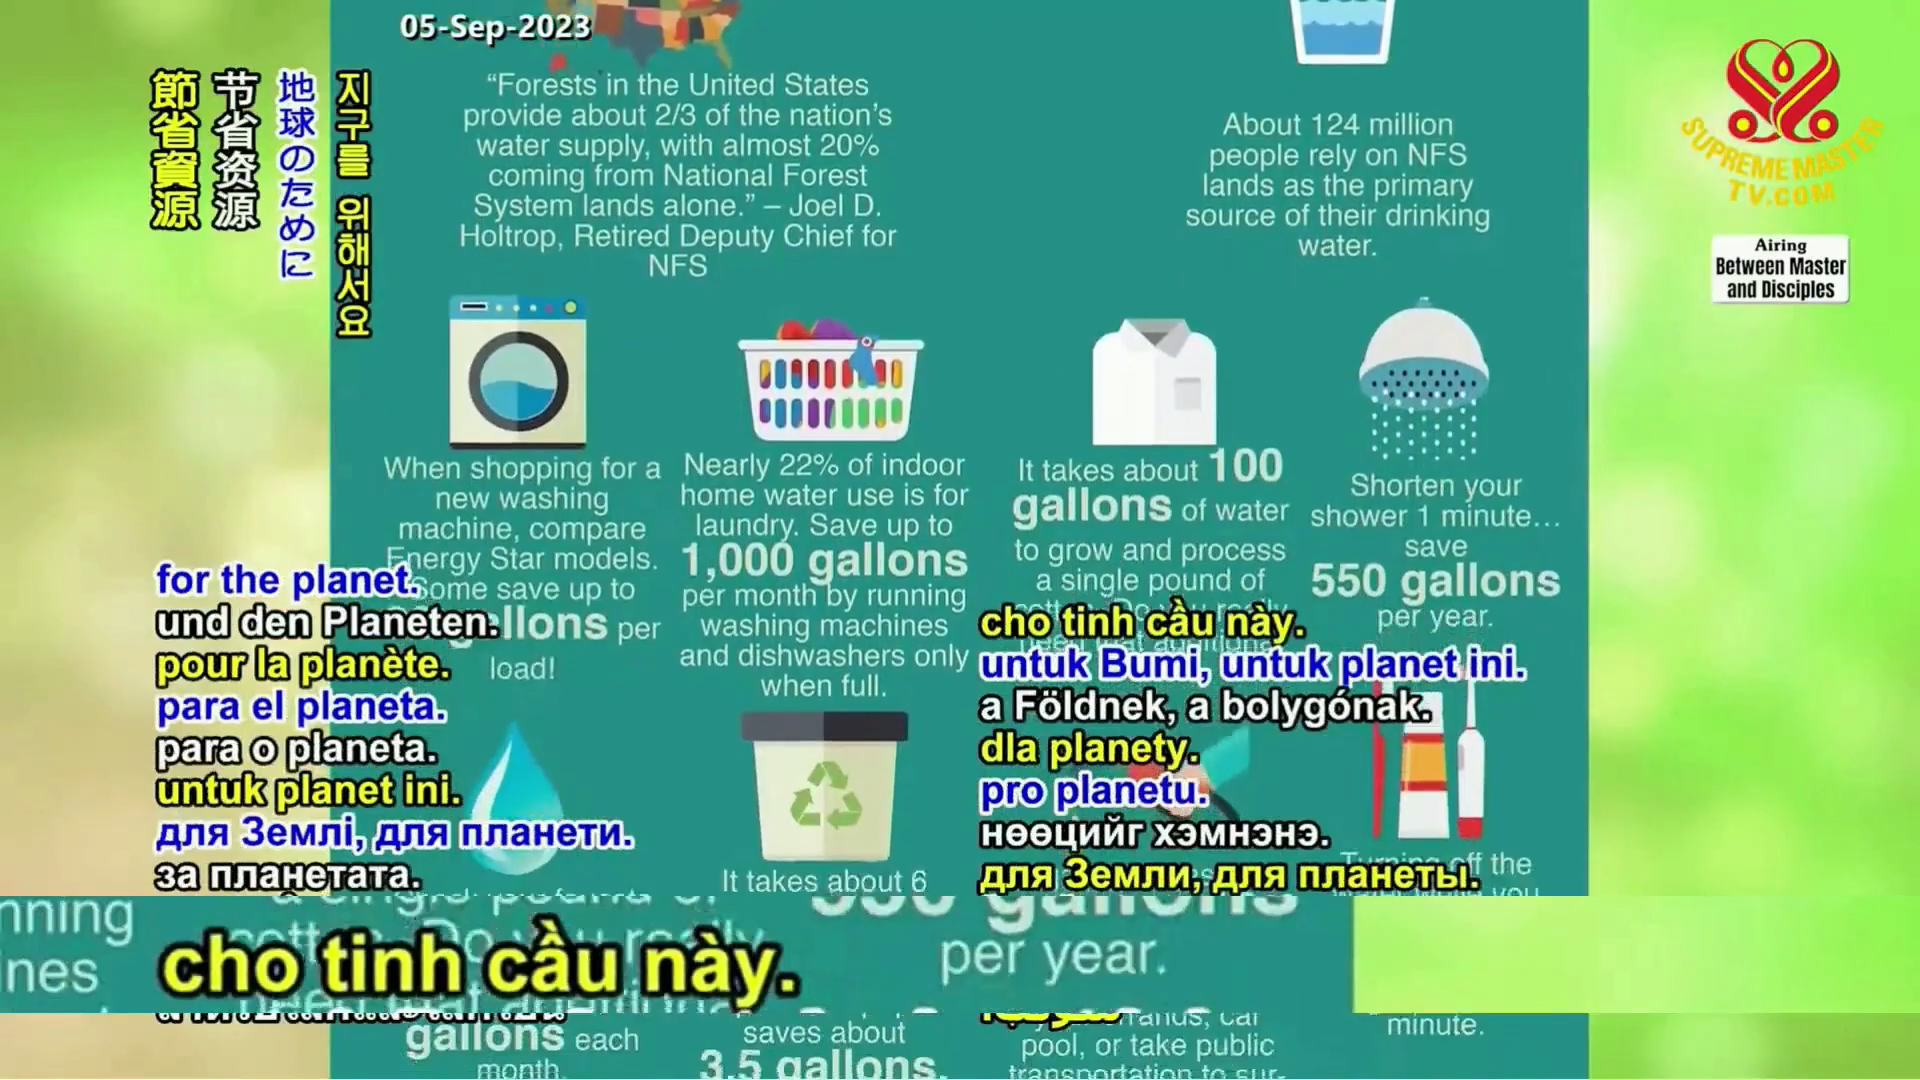 05-Sep-2023
節省資源
节省资源
地球のために
지구를 위해서요
“Forests in the United States
provide about 2/3 of the nation’s
water supply, with almost 20%
coming from National Forest
System lands alone.” – Joel D.
Holtrop, Retired Deputy Chief for
NFS
About 124 million
people rely on NFS
lands as the primary
source of their drinking
water.
SUPREME MASTER
TV.COM
Airing
Between Master
and Disciples
When shopping for a
new washing
machine, compare
Energy Star models.
Some save up to
gallons per
load!
Nearly 22% of indoor
home water use is for
laundry. Save up to
1,000 gallons
per month by running
washing machines
and dishwashers only
when full.
It takes about 100
gallons of water
to grow and process
a single pound of
Shorten your
shower 1 minute...
save
550 gallons
per year.
for the planet.
und den Planeten.
pour la planète.
para el planeta.
para o planeta.
untuk planet ini.
для Землі, для планети.
за планетата.
cho tinh cầu này.
untuk Bumi, untuk planet ini.
a Földnek, a bolygónak.
dla planety.
pro planetu.
нөөцийг хэмнэнэ.
для Земли, для планеты.
It takes about 6
Turning off the
you
gallons
per year.
cho tinh cầu này.
gallons each
month.
saves about
3.5 gallons.
pool, or take public
transportation to sur-
minute.